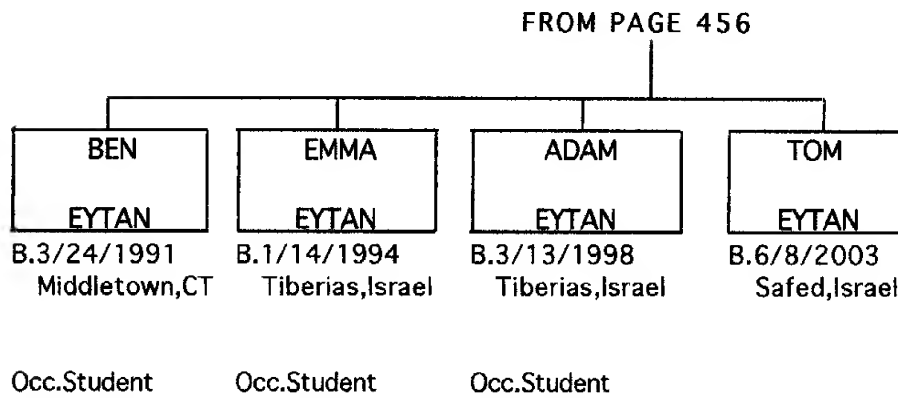 FROM PAGE 456
BEN EMMA ADAM TOM
EYTAN EYTAN EYTAN EYTAN
B.3/24/1991 B.1/14/1994 B.3/13/1998 B.6/8/2003
Middletown,CT Tiberias,Israel Tiberias,Israel Safed,Israel
Occ.Student Occ.Student Occ.Student